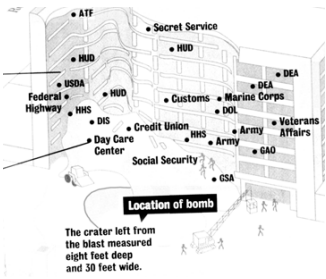 ATF
Secret Service
HUD
HUD
DEA
USDA
HUD
DEA
Federal
Highway
Customs
Marine Corps
HHS
DOL
DIS
Credit Union
Army
Veterans
Affairs
Day Care
Center
HHS
Army
GAO
Social Security
GSA
Location of bomb
The crater left from
the blast measured
eight feet deep
and 30 feet wide.